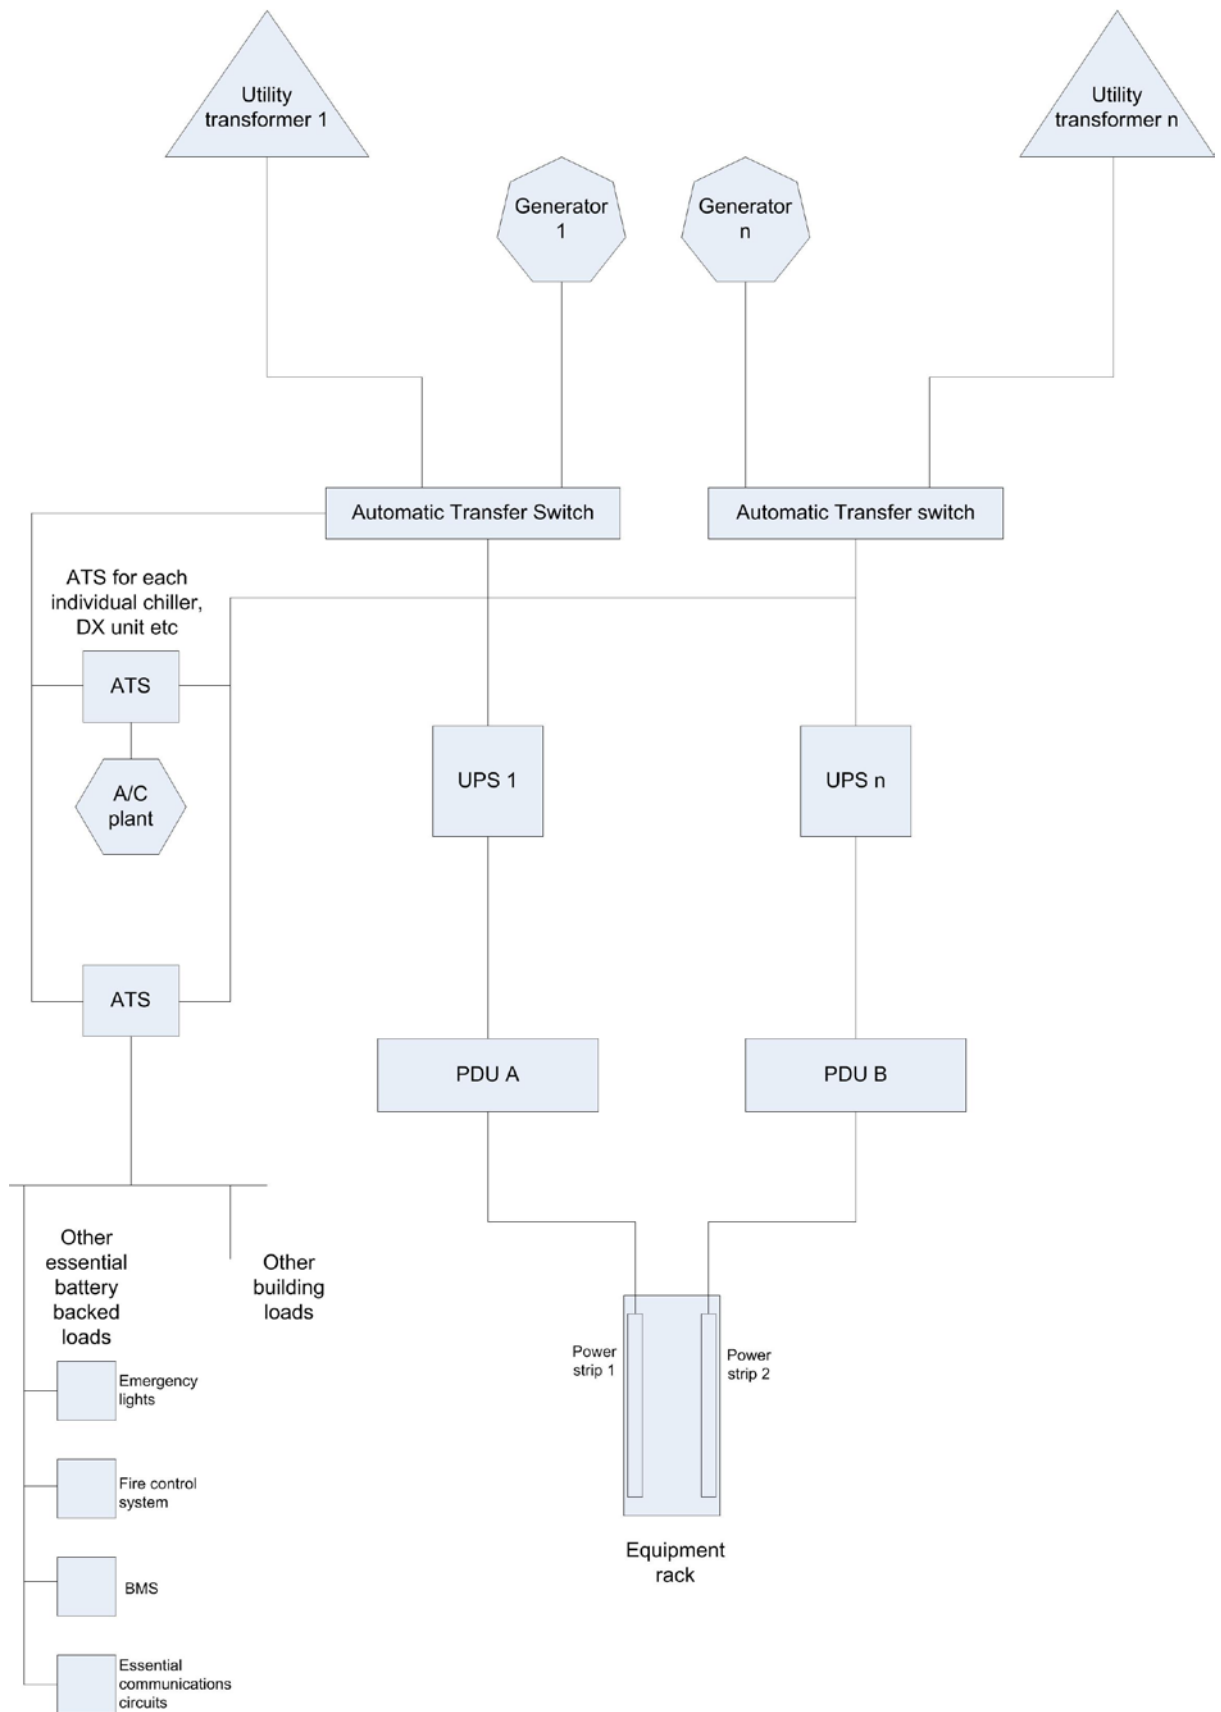 Utility
transformer 1
Utility
transformer n
Generator
1
Generator
n
Automatic Transfer Switch
Automatic Transfer switch
ATS for each
individual chiller,
DX unit etc
ATS
A/C
plant
UPS 1
UPS n
ATS
PDU A
PDU B
Other
essential
battery
backed
loads
Other
building
loads
Power
strip 1
Power
strip 2
Emergency
lights
Fire control
system
Equipment
rack
BMS
Essential
communications
circuits